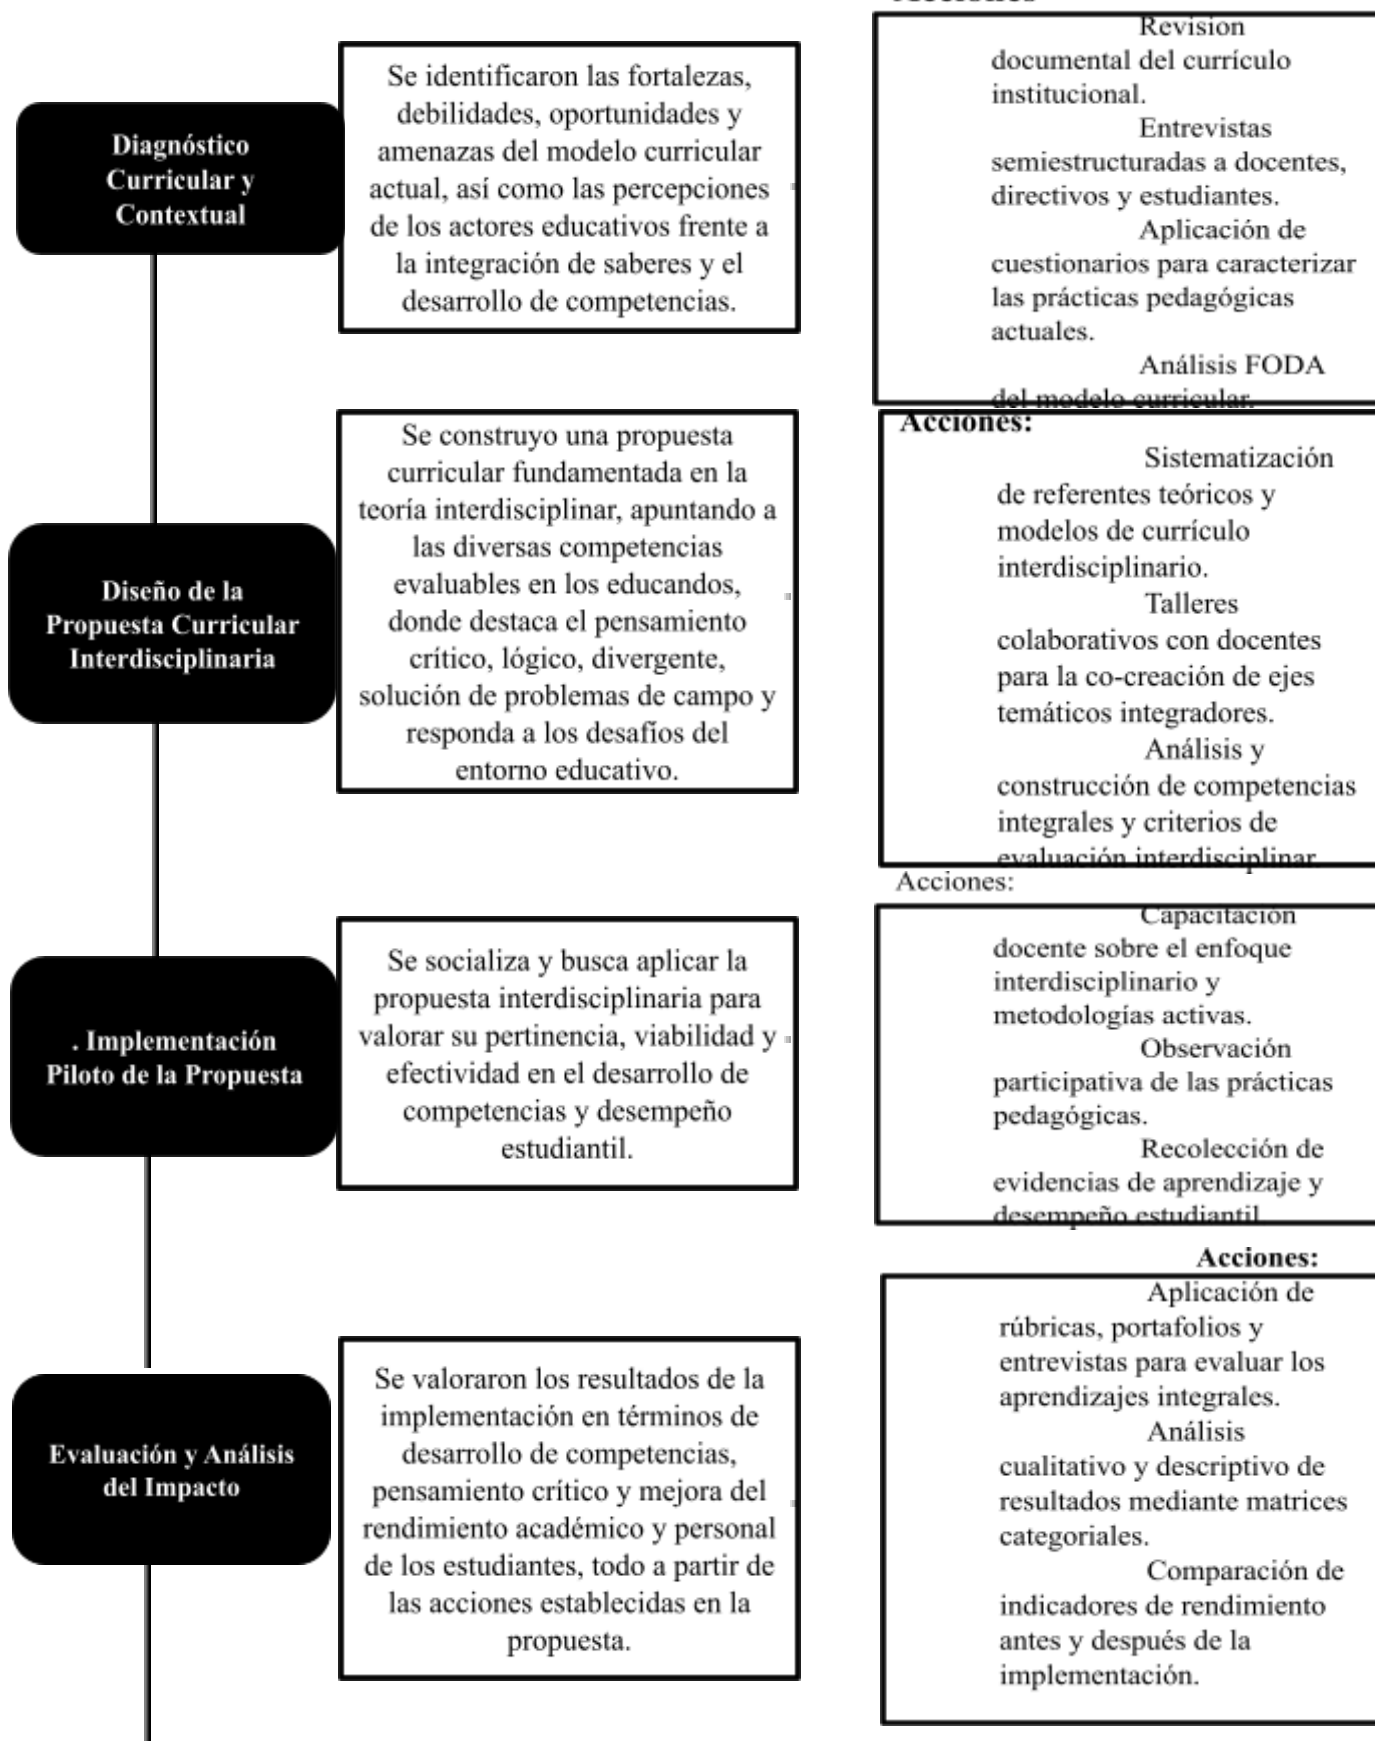 Diagnóstico
Curricular y
Contextual
Se identificaron las fortalezas,
debilidades, oportunidades y
amenazas del modelo curricular
actual, así como las percepciones
de los actores educativos frente a
la integración de saberes y el
desarrollo de competencias.
Revision
documental del currículo
institucional.
Entrevistas
semiestructuradas a docentes,
directivos y estudiantes.
Aplicación de
cuestionarios para caracterizar
las prácticas pedagógicas
actuales.
Análisis FODA
del modelo curricular.
Diseño de la
Propuesta Curricular
Interdisciplinaria
Se construyo una propuesta
curricular fundamentada en la
teoría interdisciplinar, apuntando a
las diversas competencias
evaluables en los educandos,
donde destaca el pensamiento
crítico, lógico, divergente,
solución de problemas de campo y
responda a los desafíos del
entorno educativo.
Acciones:
Sistematización
de referentes teóricos y
modelos de currículo
interdisciplinario.
Talleres
colaborativos con docentes
para la co-creación de ejes
temáticos integradores.
Análisis y
construcción de competencias
integrales y criterios de
evaluación interdisciplinar.
. Implementación
Piloto de la Propuesta
Se socializa y busca aplicar la
propuesta interdisciplinaria para
valorar su pertinencia, viabilidad y
efectividad en el desarrollo de
competencias y desempeño
estudiantil.
Acciones:
Capacitación
docente sobre el enfoque
interdisciplinario y
metodologías activas.
Observación
participativa de las prácticas
pedagógicas.
Recolección de
evidencias de aprendizaje y
desempeño estudiantil
Evaluación y Análisis
del Impacto
Se valoraron los resultados de la
implementación en términos de
desarrollo de competencias,
pensamiento crítico y mejora del
rendimiento académico y personal
de los estudiantes, todo a partir de
las acciones establecidas en la
propuesta.
Acciones:
Aplicación de
rúbricas, portafolios y
entrevistas para evaluar los
aprendizajes integrales.
Análisis
cualitativo y descriptivo de
resultados mediante matrices
categoriales.
Comparación de
indicadores de rendimiento
antes y después de la
implementación.